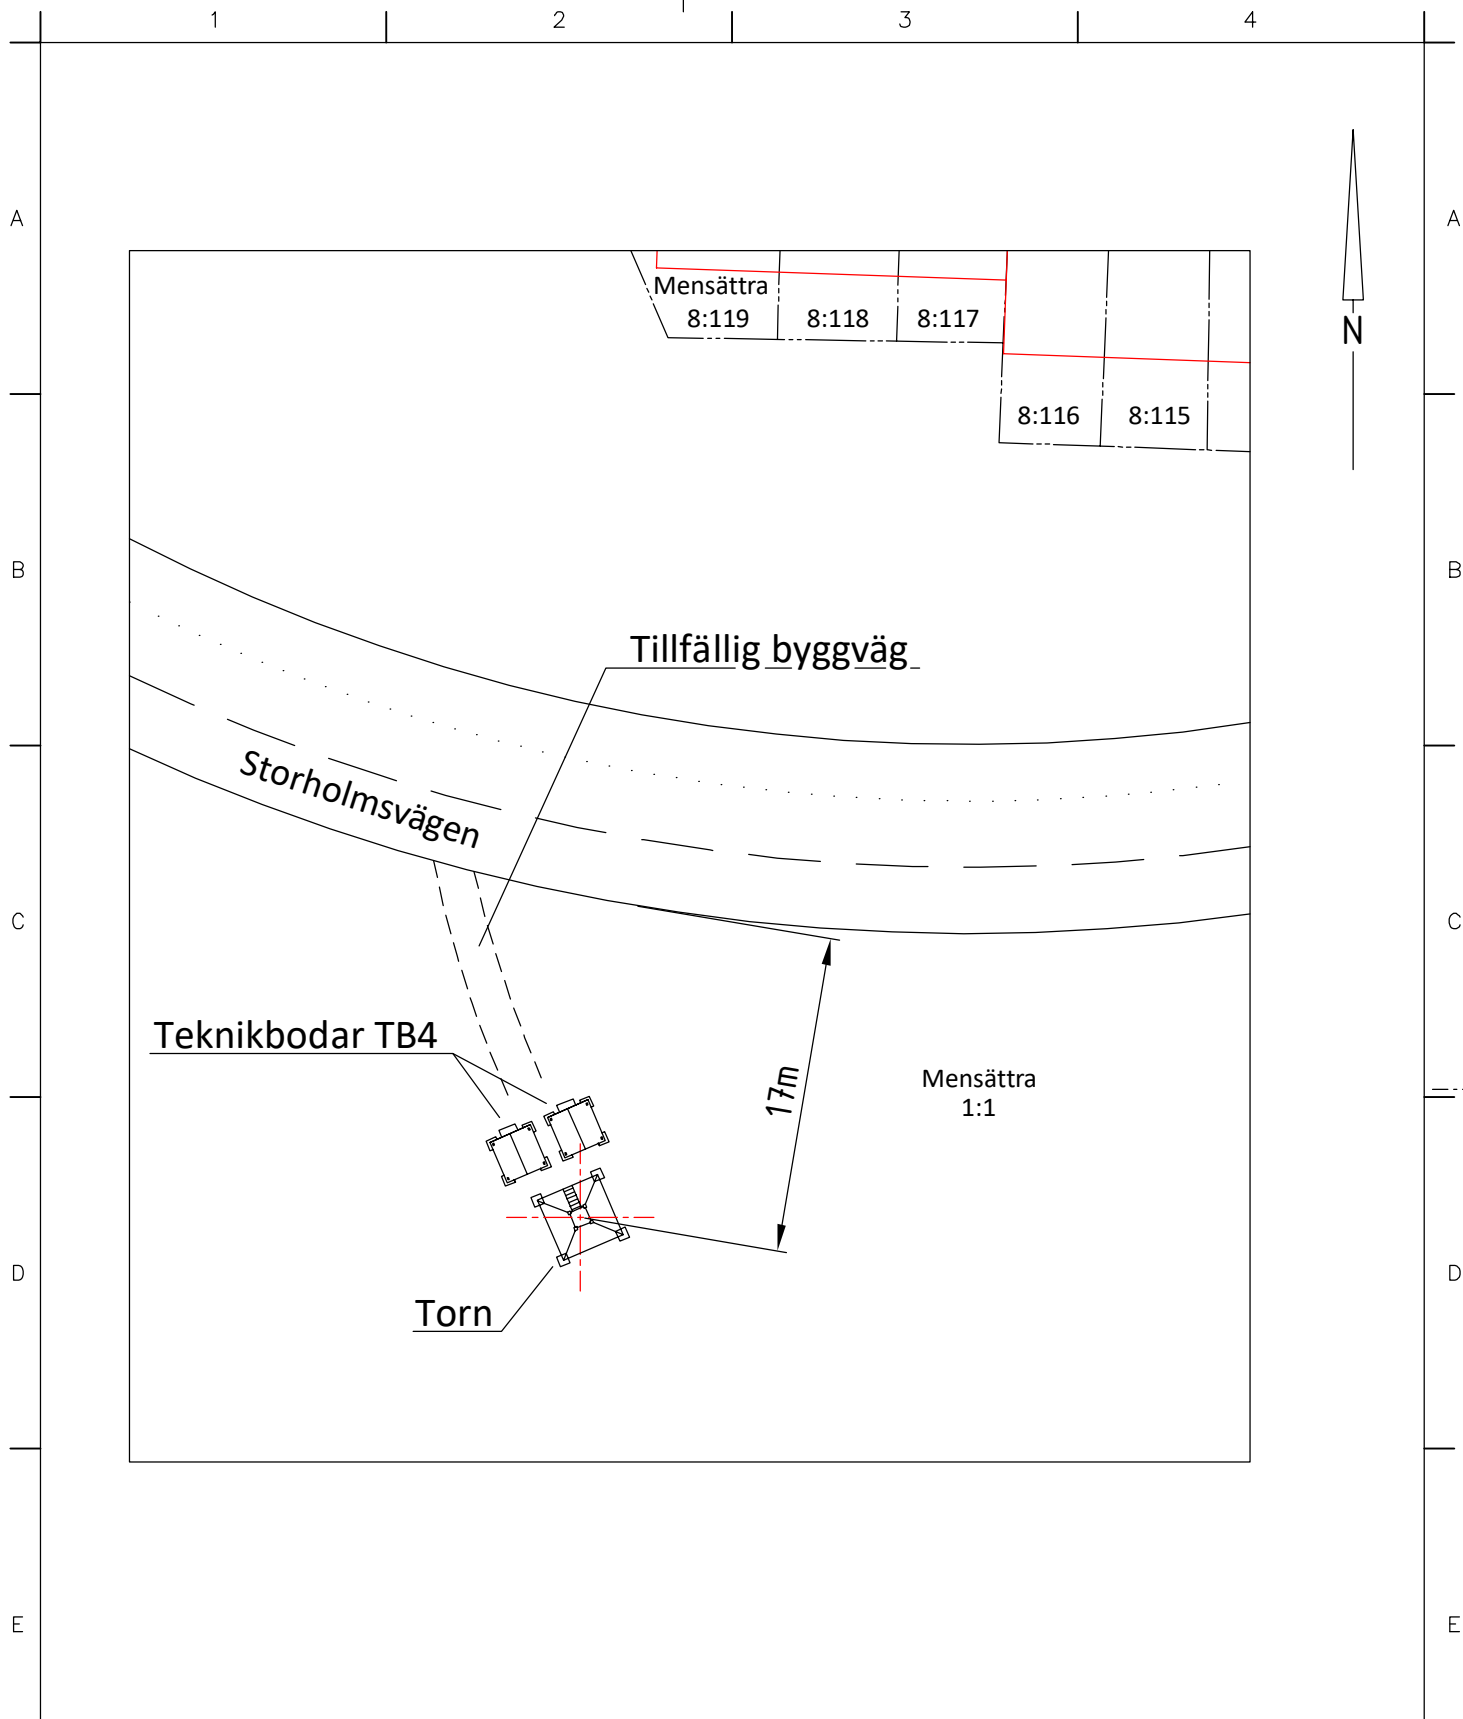 1 2 3 4
A A
Mensättra
8:119 8:118 8:117
N
8:116 8:115
B B
Tillfällig byggväg
Storholmsvägen
C C
Teknikbodar TB4
17m
Mensättra
1:1
D D
Torn
E E